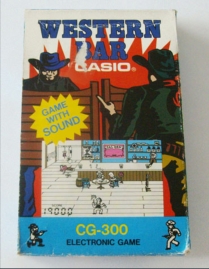 WESTERN
BAR
CASIO®
GAME
WITH
SOUND
19000
CG-300
ELECTRONIC GAME